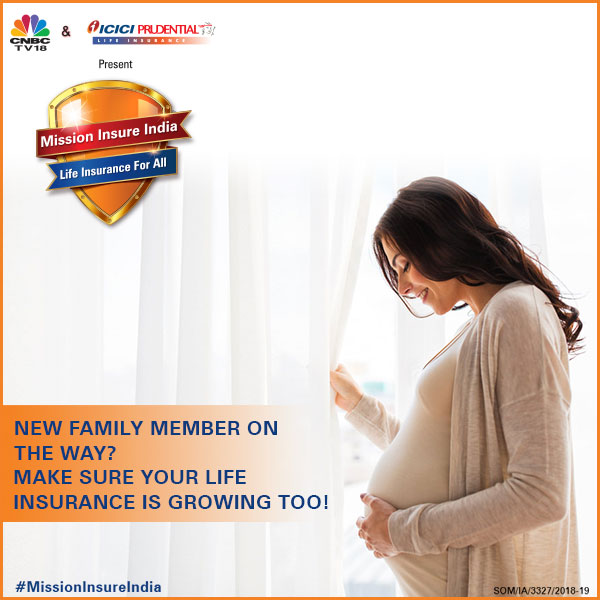 CNBC
TV18
&
ICICI PRUDENTIAL
LIFE INSURANCE
Present
Mission Insure India
Life Insurance For All
NEW FAMILY MEMBER ON
THE WAY?
MAKE SURE YOUR LIFE
INSURANCE IS GROWING TOO!
#MissionInsureIndia
SOM/IA/3327/2018-19